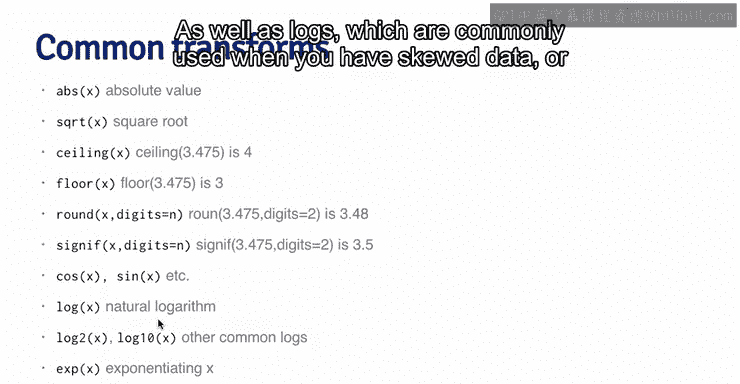 As well as logs, which are commonly
used when you have skewed data, or
Common transforms
abs(x) absolute value
sqrt(x) square root
ceiling(x) ceiling(3.475) is 4
floor(x) floor(3.475) is 3
round(x,digits=n) roun(3.475,digits=2) is 3.48
signif(x,digits=n) signif(3.475,digits=2) is 3.5
cos(x), sin(x) etc.
log(x) natural logarithm
log2(x), log10(x) other common logs
exp(x) exponentiating x